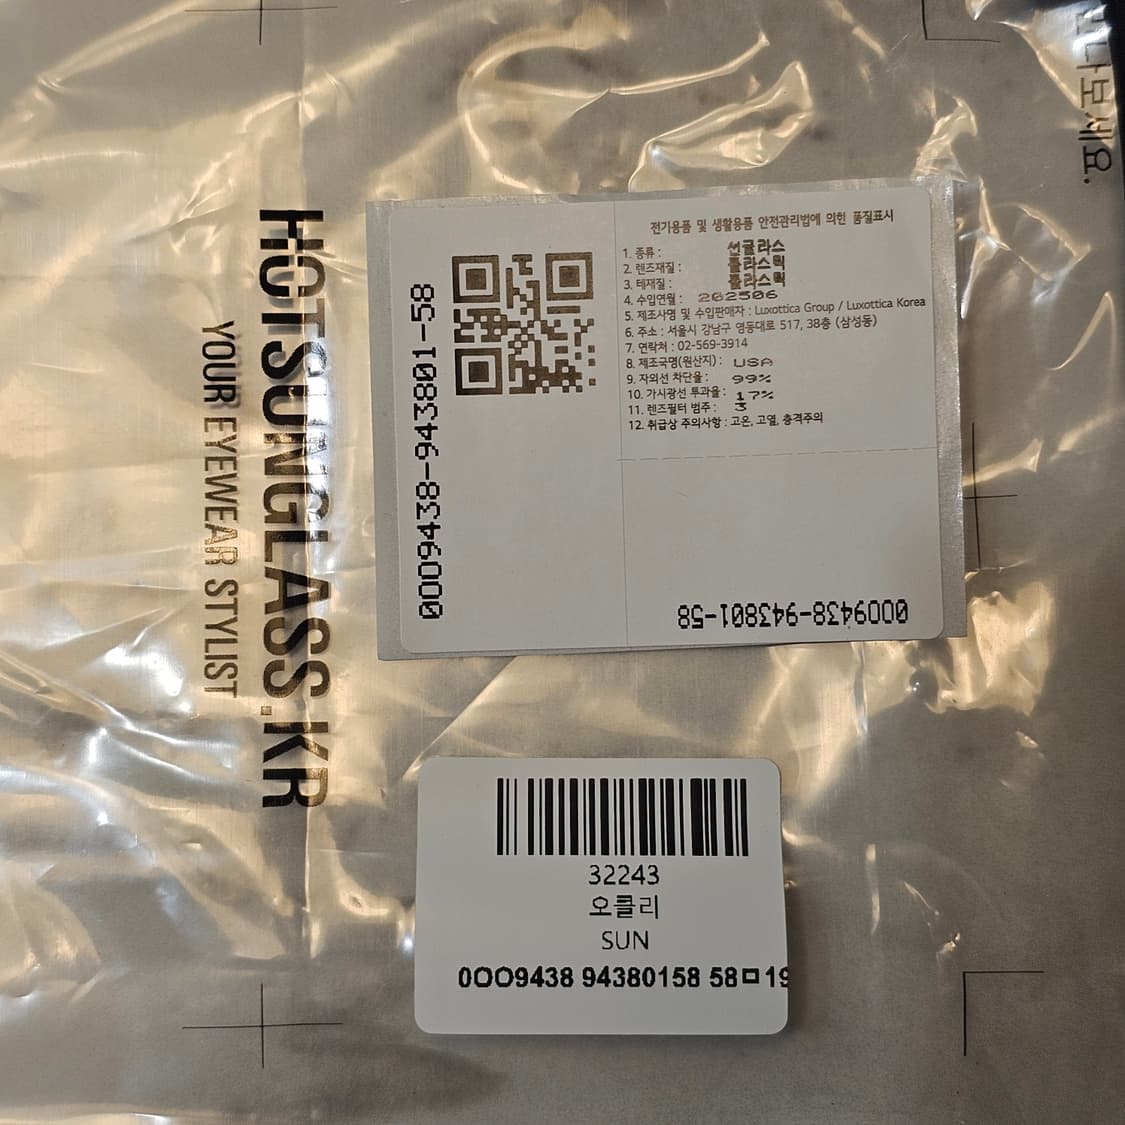 나보세요.
HOTSUNGLASS.KR
YOUR EYEWEAR STYLIST
0OO9438-943801-58
전기용품 및 생활용품 안전관리법에 의한 품질표시
1. 종류 : 선글라스
2. 렌즈재질 : 플라스틱
3. 테재질 : 플라스틱
4. 수입연월 : 202506
5. 제조사명 및 수입판매자 : Luxottica Group / Luxottica Korea
6. 주소 : 서울시 강남구 영동대로 517, 38층 (삼성동)
7. 연락처 : 02-569-3914
8. 제조국명(원산지) : USA
9. 자외선 차단율 : 99%
10. 가시광선 투과율 : 17%
11. 렌즈필터 범주 : 3
12. 취급상 주의사항 : 고온, 고열, 충격주의
0OO9438-943801-58
32243
오클리
SUN
0OO9438 94380158 58ㅁ19